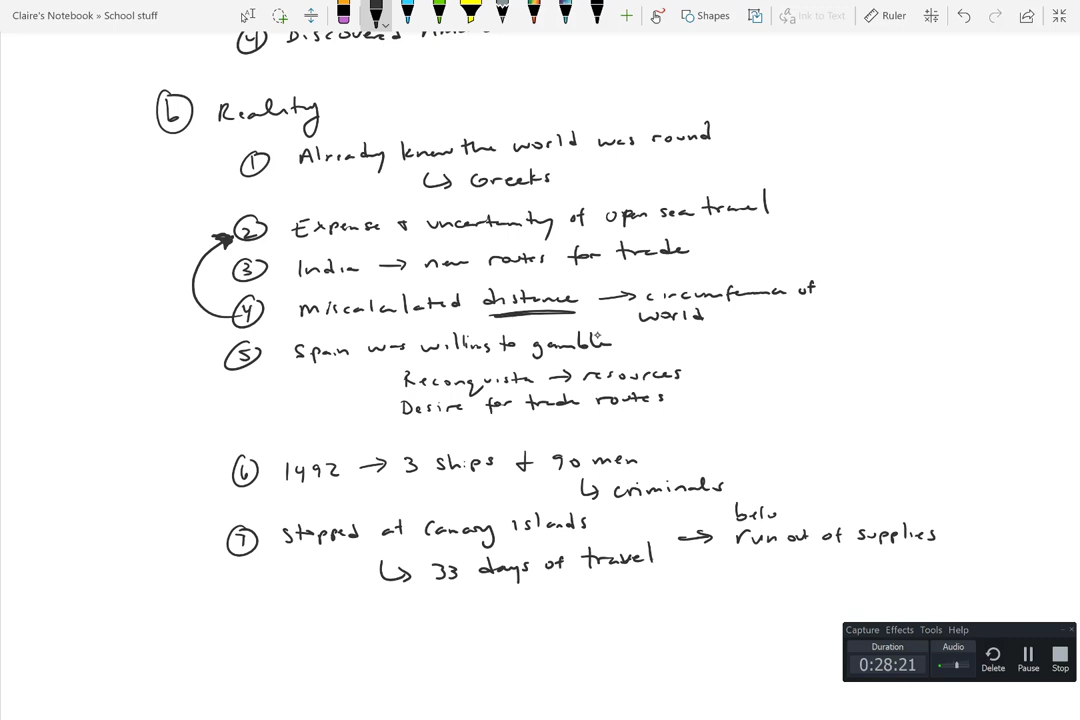 Claire's Notebook » School stuff
Shapes
Ink to Text
Ruler
(4) Discovered
(b) Reality
(1) Already knew the world was round
↳ Greeks
(2) Expense & uncertainty of open sea travel
(3) India → new routes for trade
(4) Miscalculated distance → circumference of
world
(5) Spain was willing to gamble
Reconquista → resources
Desire for trade routes
(6) 1492 → 3 ships + 90 men
↳ criminals
(7) Stopped at Canary Islands
befo
↳ 33 days of travel → run out of supplies
Capture Effects Tools Help
Duration Audio
0:28:21
Delete Pause Stop